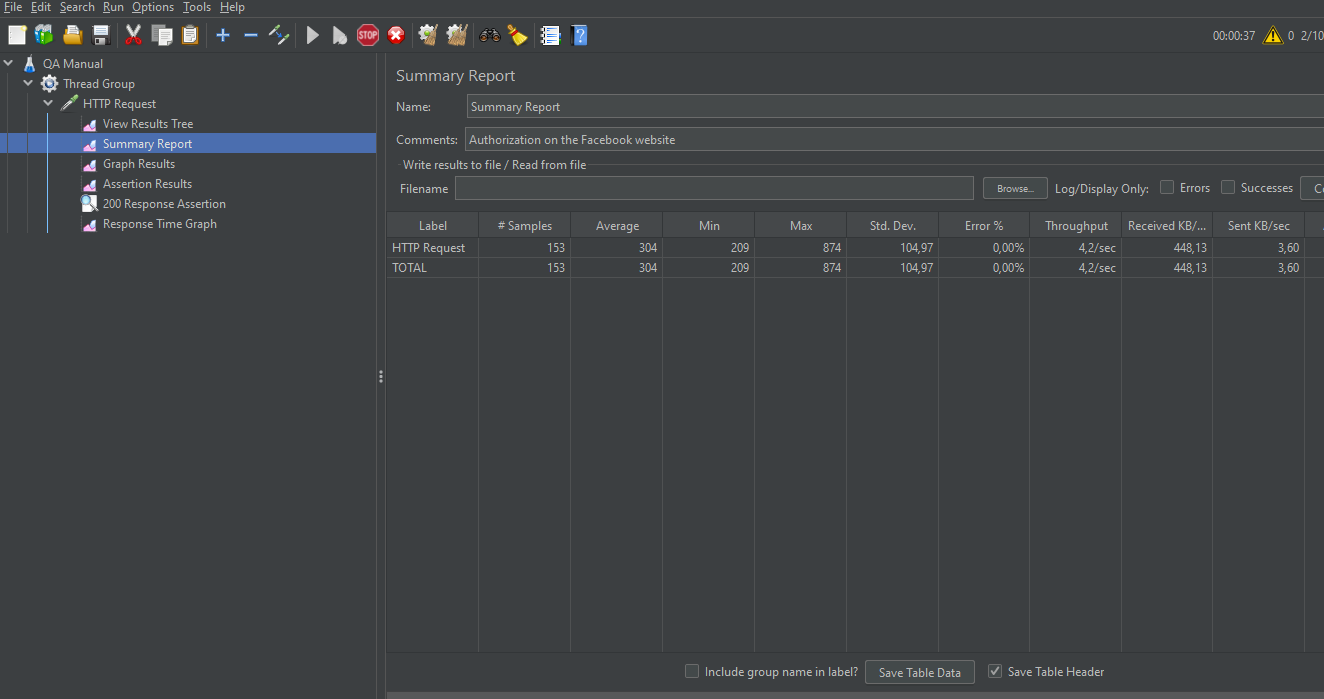 File Edit Search Run Options Tools Help
STOP 00:00:37 0 2/10
QA Manual
Thread Group
HTTP Request
View Results Tree
Summary Report
Graph Results
Assertion Results
200 Response Assertion
Response Time Graph
Summary Report
Name: Summary Report
Comments: Authorization on the Facebook website
Write results to file / Read from file
Filename Browse... Log/Display Only: Errors Successes
Label # Samples Average Min Max Std. Dev. Error % Throughput Received KB/... Sent KB/sec
HTTP Request 153 304 209 874 104,97 0,00% 4,2/sec 448,13 3,60
TOTAL 153 304 209 874 104,97 0,00% 4,2/sec 448,13 3,60
Include group name in label? Save Table Data Save Table Header